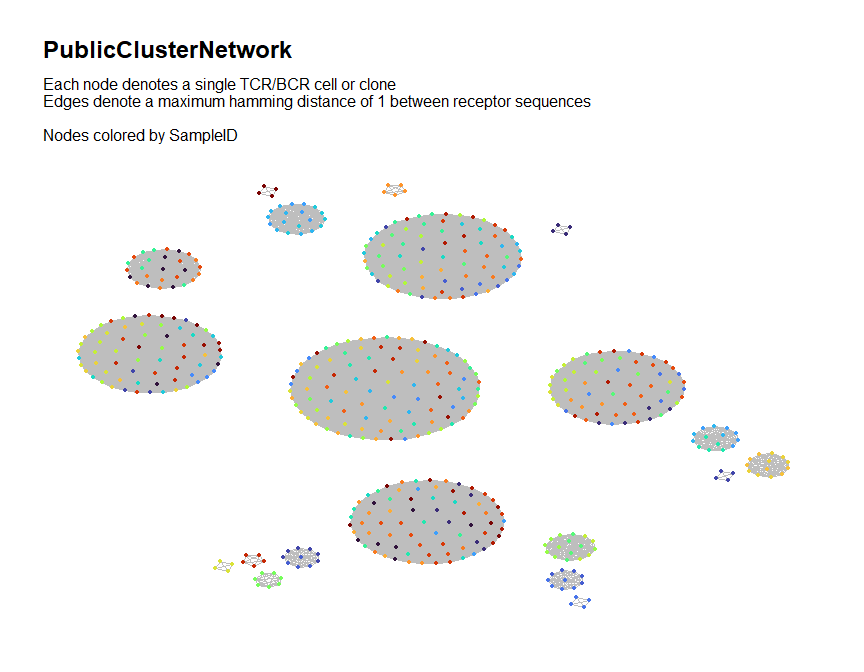 PublicClusterNetwork
Each node denotes a single TCR/BCR cell or clone
Edges denote a maximum hamming distance of 1 between receptor sequences
Nodes colored by SampleID